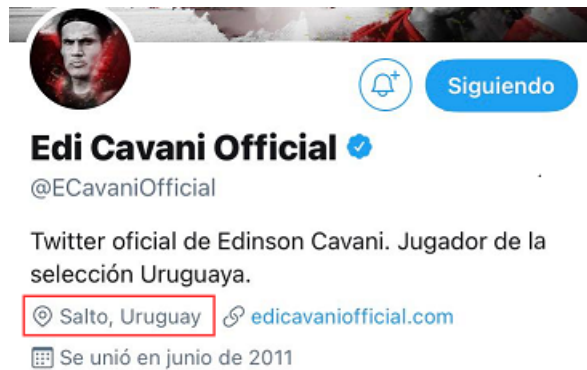 Siguiendo
Edi Cavani Official
@ECavaniOfficial
Twitter oficial de Edinson Cavani. Jugador de la
selección Uruguaya.
Salto, Uruguay edicavaniofficial.com
Se unió en junio de 2011